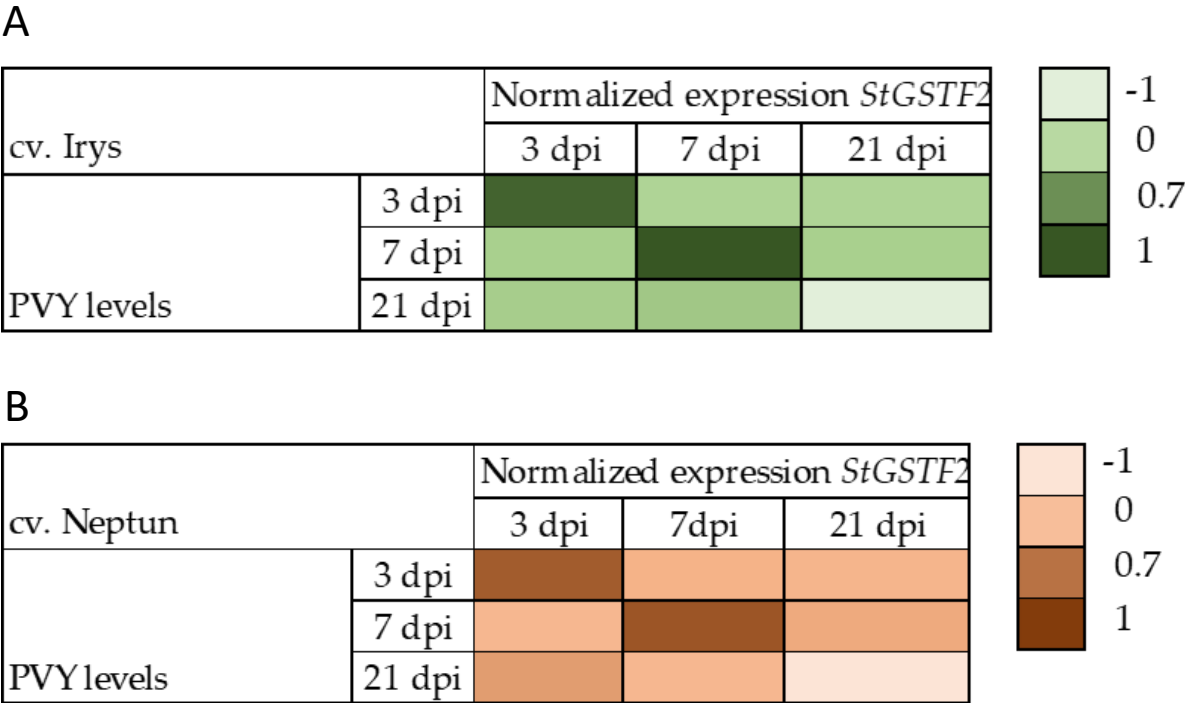 A
Normalized expression StGSTF2
cv. Irys
3 dpi 7 dpi 21 dpi
3 dpi
7 dpi
PVY levels 21 dpi
-1
0
0.7
1
B
Normalized expression StGSTF2
cv. Neptun
3 dpi 7dpi 21 dpi
3 dpi
7 dpi
PVY levels 21 dpi
-1
0
0.7
1